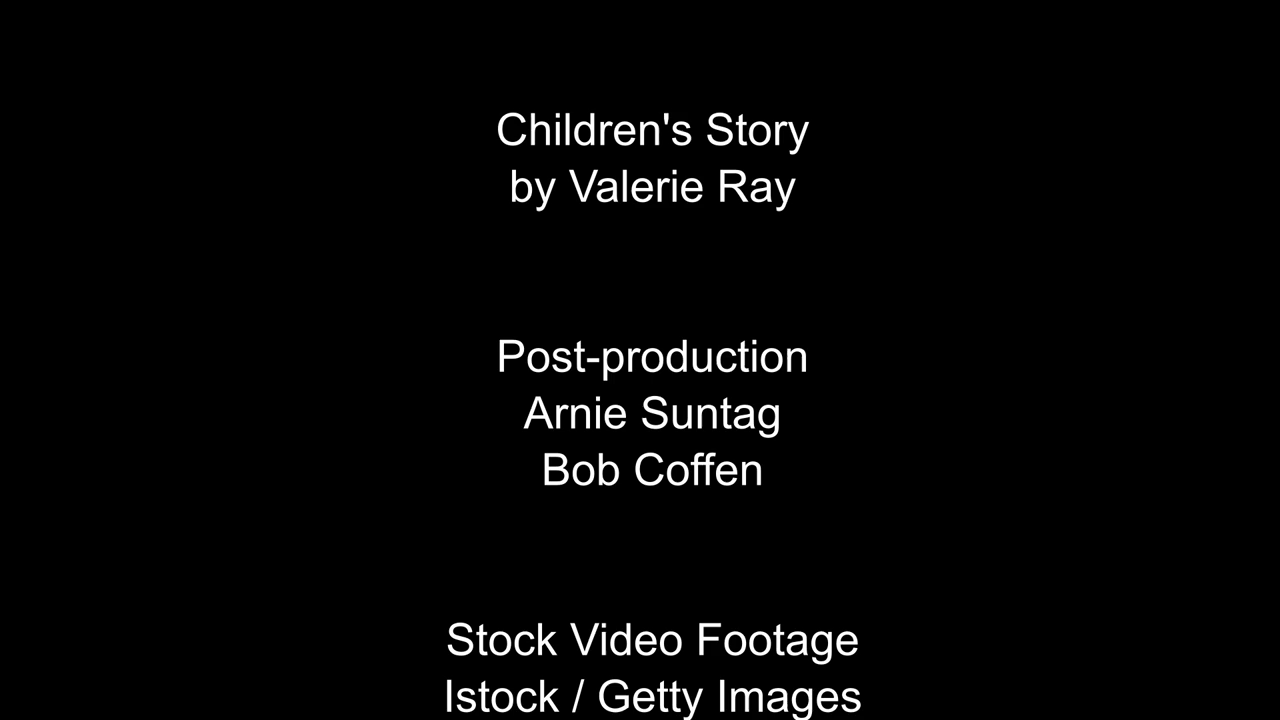 Children's Story
by Valerie Ray
Post-production
Arnie Suntag
Bob Coffen
Stock Video Footage
Istock / Getty Images